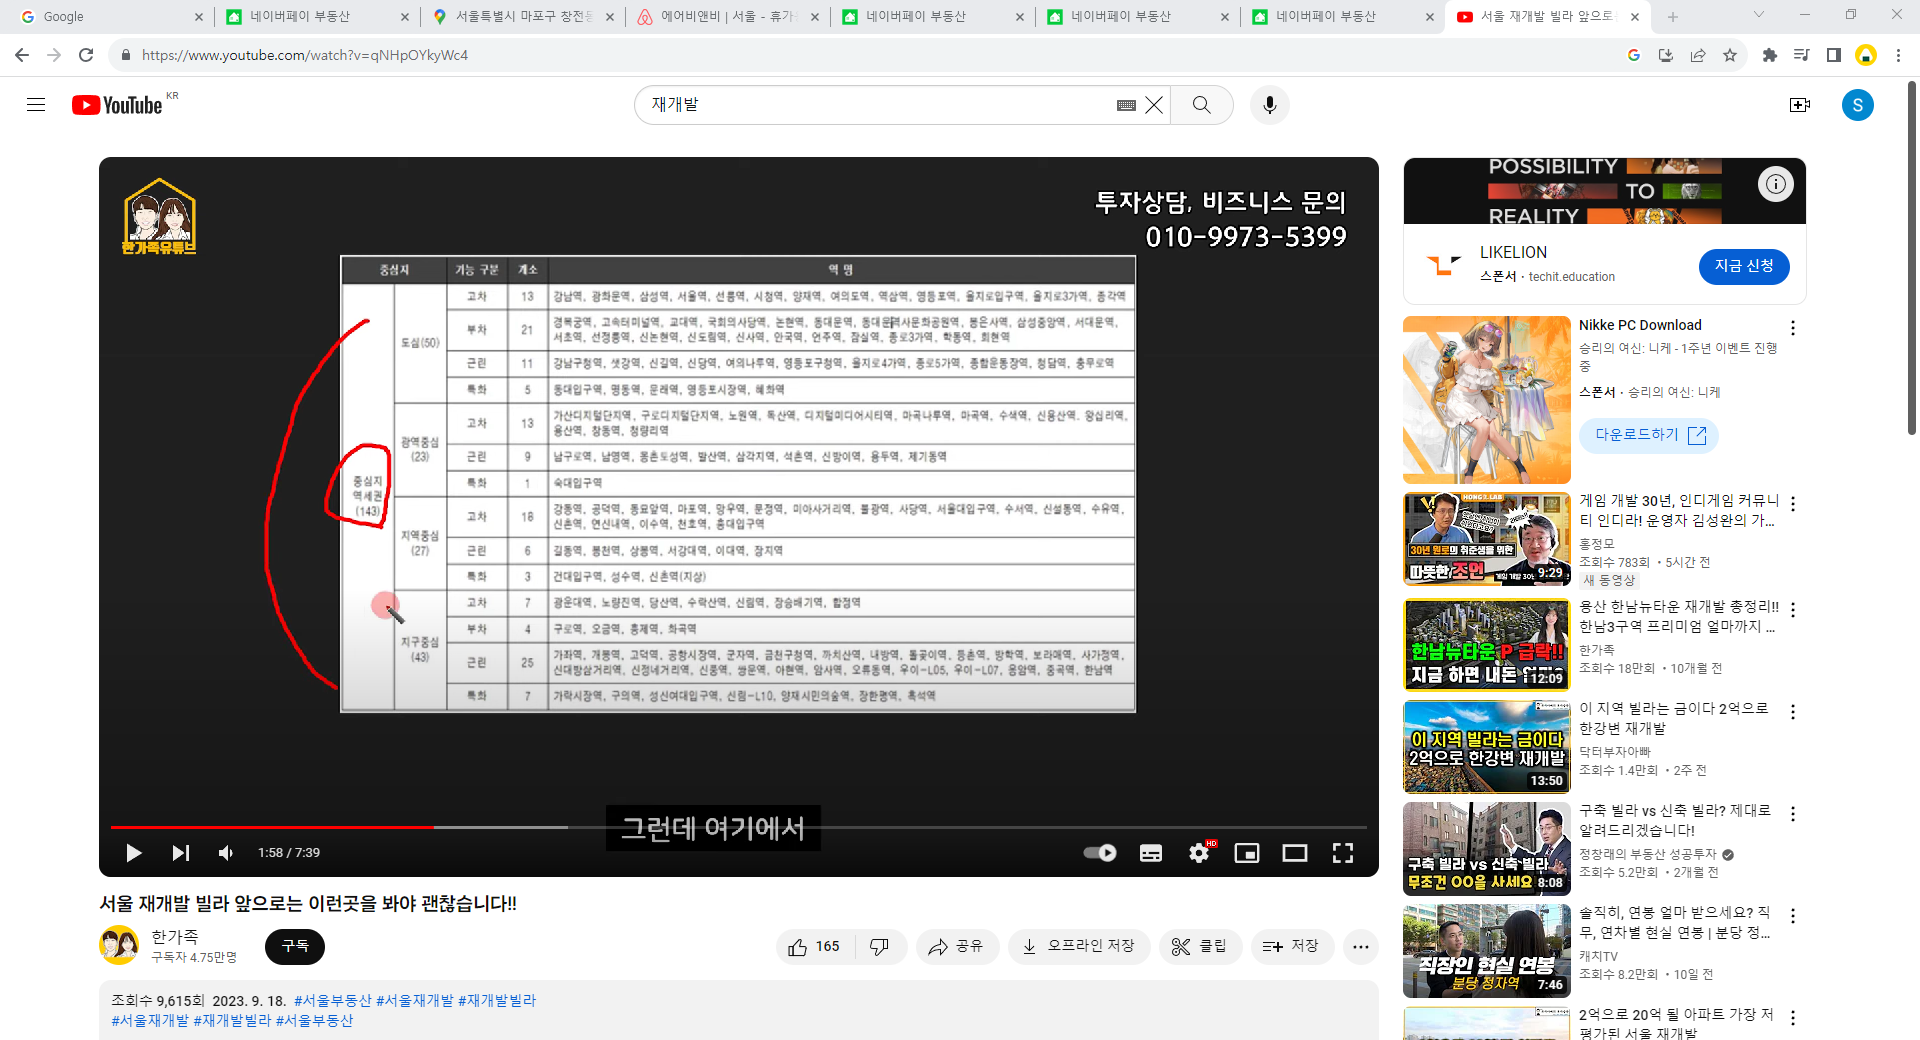 Google
네이버페이 부동산
서울특별시 마포구 창전동
에어비앤비 | 서울 - 휴가
네이버페이 부동산
네이버페이 부동산
네이버페이 부동산
서울 재개발 빌라 앞으로
https://www.youtube.com/watch?v=qNHpOYkyWc4
YouTube KR
재개발
S
한가족유튜브
투자상담, 비즈니스 문의
010-9973-5399
중심지 기능 구분 개소 역 명
중심지
역세권
(143)
도심(50)
고차 13 강남역, 광화문역, 삼성역, 서울역, 선릉역, 시청역, 양재역, 여의도역, 역삼역, 영등포역, 을지로입구역, 을지로3가역, 종각역
부차 21 경복궁역, 고속터미널역, 교대역, 국회의사당역, 논현역, 동대문역, 동대문역사문화공원역, 봉은사역, 삼성중앙역, 서대문역,
서초역, 선정릉역, 신논현역, 신도림역, 신사역, 안국역, 언주역, 잠실역, 종로3가역, 학동역, 회현역
근린 11 강남구청역, 샛강역, 신길역, 신당역, 여의나루역, 영등포구청역, 을지로4가역, 종로5가역, 종합운동장역, 청담역, 충무로역
특화 5 동대입구역, 명동역, 문래역, 영등포시장역, 혜화역
광역중심
(23)
고차 13 가산디지털단지역, 구로디지털단지역, 노원역, 독산역, 디지털미디어시티역, 마곡나루역, 마곡역, 수색역, 신용산역, 왕십리역,
용산역, 창동역, 청량리역
근린 9 남구로역, 남영역, 몽촌토성역, 발산역, 삼각지역, 석촌역, 신망이역, 용두역, 제기동역
특화 1 숙대입구역
지역중심
(27)
고차 18 강동역, 공덕역, 동묘앞역, 마포역, 망우역, 문정역, 미아사거리역, 불광역, 사당역, 서울대입구역, 수서역, 신설동역, 수유역,
신촌역, 연신내역, 이수역, 천호역, 홍대입구역
근린 6 길동역, 봉천역, 상봉역, 서강대역, 이대역, 장지역
특화 3 건대입구역, 성수역, 신촌역(지상)
지구중심
(43)
고차 7 광운대역, 노량진역, 당산역, 수락산역, 신림역, 장승배기역, 합정역
부차 4 구로역, 오금역, 홍제역, 화곡역
근린 25 가좌역, 개봉역, 고덕역, 공항시장역, 군자역, 금천구청역, 까치산역, 내방역, 돌곶이역, 등촌역, 방학역, 보라매역, 사가정역,
신대방삼거리역, 신정네거리역, 신풍역, 쌍문역, 아현역, 암사역, 오류동역, 우이-L05, 우이-L07, 응암역, 중곡역, 한남역
특화 7 가락시장역, 구의역, 성신여대입구역, 신림-L10, 양재시민의숲역, 장한평역, 흑석역
그런데 여기에서
1:58 / 7:39
HD
서울 재개발 빌라 앞으로는 이런곳을 봐야 괜찮습니다!!
한가족
구독자 4.75만명
구독
165
공유
오프라인 저장
클립
저장
조회수 9,615회 2023. 9. 18. #서울부동산 #서울재개발 #재개발빌라
#서울재개발 #재개발빌라 #서울부동산
POSSIBILITY
TO
REALITY
LIKELION
스폰서 · techit.education
지금 신청
Nikke PC Download
승리의 여신: 니케 - 1주년 이벤트 진행
중
스폰서 · 승리의 여신: 니케
다운로드하기
HONG'Z LAB
30년 원로의 취준생을 위한
따뜻한 조언
9:29
게임 개발 30년, 인디게임 커뮤니
티 인디라! 운영자 김성완의 가...
홍정모
조회수 783회 · 5시간 전
새 동영상
한남뉴타운 P 급락!!
지금 하면 내돈
12:09
용산 한남뉴타운 재개발 총정리!!
한남3구역 프리미엄 얼마까지 ...
한가족
조회수 18만회 · 10개월 전
이 지역 빌라는 금이다
2억으로 한강변 재개발
13:50
이 지역 빌라는 금이다 2억으로
한강변 재개발
닥터부자아빠
조회수 1.4만회 · 2주 전
구축 빌라 vs 신축 빌라
무조건 OO을 사세요
8:08
구축 빌라 vs 신축 빌라? 제대로
알려드리겠습니다!
정창래의 부동산 성공투자
조회수 5.2만회 · 2개월 전
직장인 현실 연봉
분당 정자역
7:46
솔직히, 연봉 얼마 받으세요? 직
무, 연차별 현실 연봉 | 분당 정...
캐치TV
조회수 8.2만회 · 10일 전
2억으로 20억 될 아파트 가장 저
평가된 서울 재개발